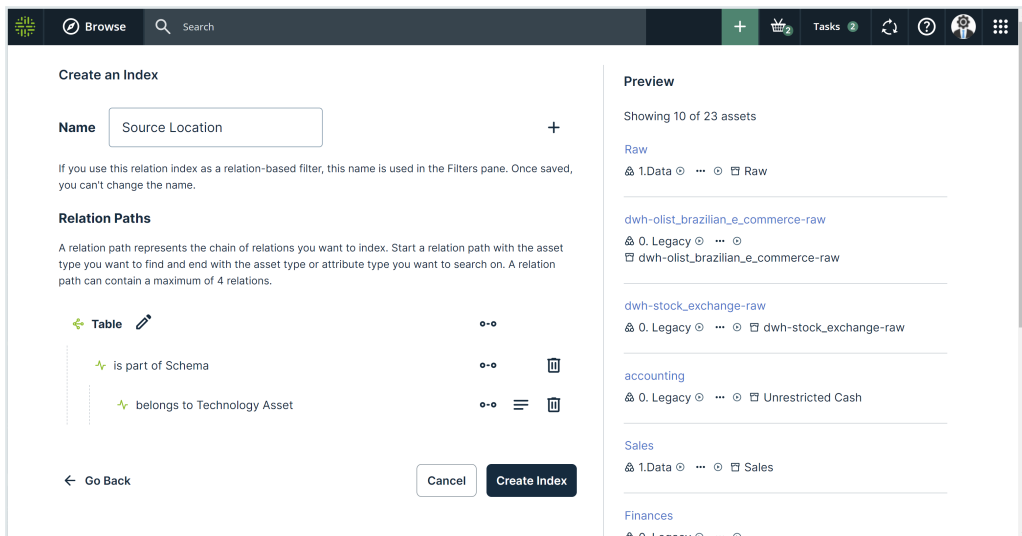 Browse
Search
2
Tasks 2
Create an Index
Name
Source Location
If you use this relation index as a relation-based filter, this name is used in the Filters pane. Once saved,
you can't change the name.
Relation Paths
A relation path represents the chain of relations you want to index. Start a relation path with the asset
type you want to find and end with the asset type or attribute type you want to search on. A relation
path can contain a maximum of 4 relations.
Table
is part of Schema
belongs to Technology Asset
Go Back
Cancel
Create Index
Preview
Showing 10 of 23 assets
Raw
1.Data ••• Raw
dwh-olist_brazilian_e_commerce-raw
0. Legacy •••
dwh-olist_brazilian_e_commerce-raw
dwh-stock_exchange-raw
0. Legacy ••• dwh-stock_exchange-raw
accounting
0. Legacy ••• Unrestricted Cash
Sales
1.Data ••• Sales
Finances
0. Legacy